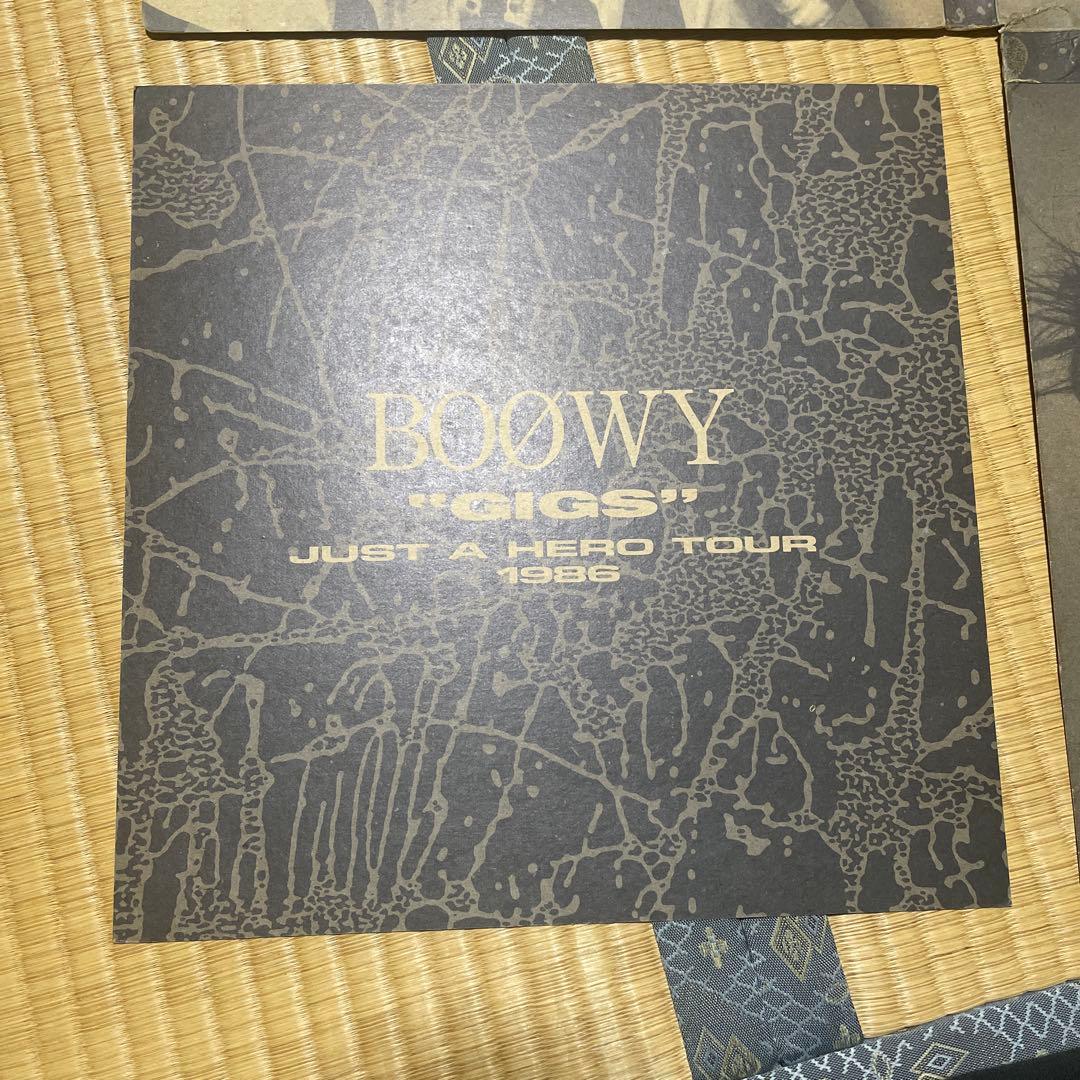 BOØWY
"GIGS"
JUST A HERO TOUR
1986